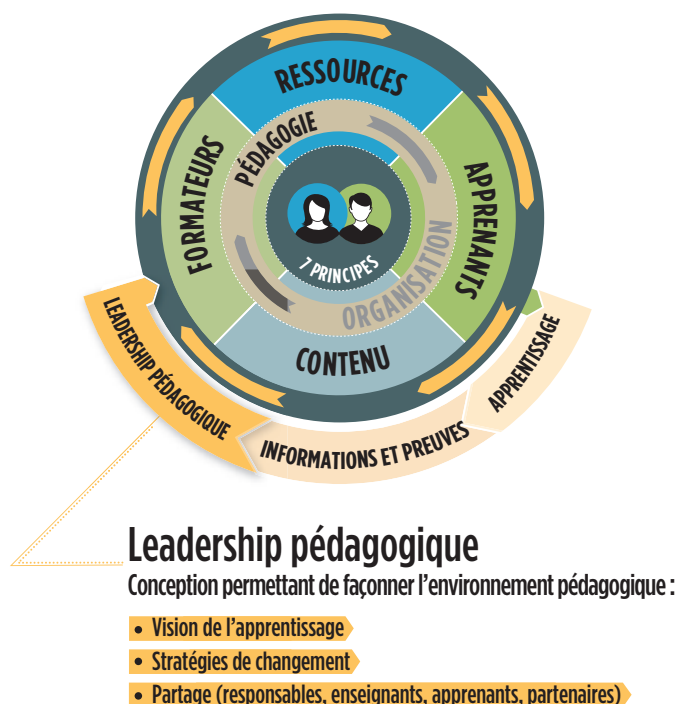 RESSOURCES
PÉDAGOGIE
FORMATEURS
APPRENANTS
7 PRINCIPES
ORGANISATION
CONTENU
LEADERSHIP PÉDAGOGIQUE
INFORMATIONS ET PREUVES
APPRENTISSAGE
Leadership pédagogique
Conception permettant de façonner l’environnement pédagogique :
• Vision de l’apprentissage
• Stratégies de changement
• Partage (responsables, enseignants, apprenants, partenaires)